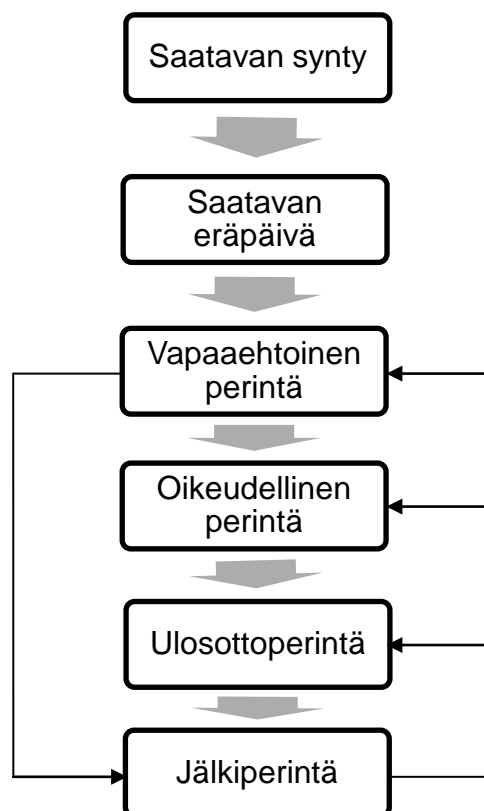 Saatavan synty
Saatavan
eräpäivä
Vapaaehtoinen
perintä
Oikeudellinen
perintä
Ulosottoperintä
Jälkiperintä